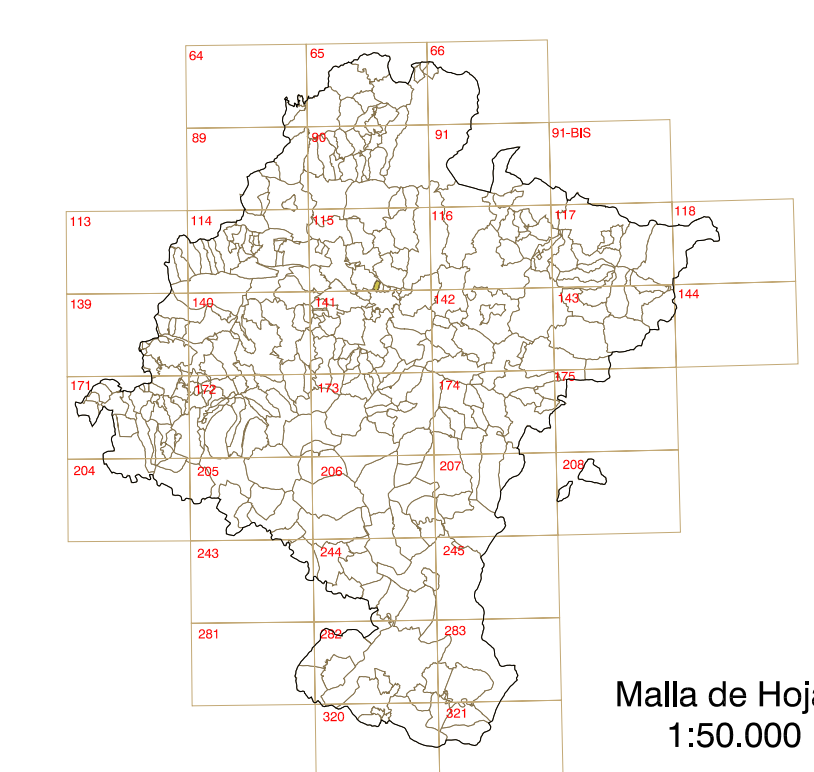 64 65 66
89 90 91 91-BIS
113 114 115 116 117 118
139 140 141 142 143 144
171 172 173 174 175
204 205 206 207 208
243 244 245
281 282 283
320 321
Malla de Hoja
1:50.000